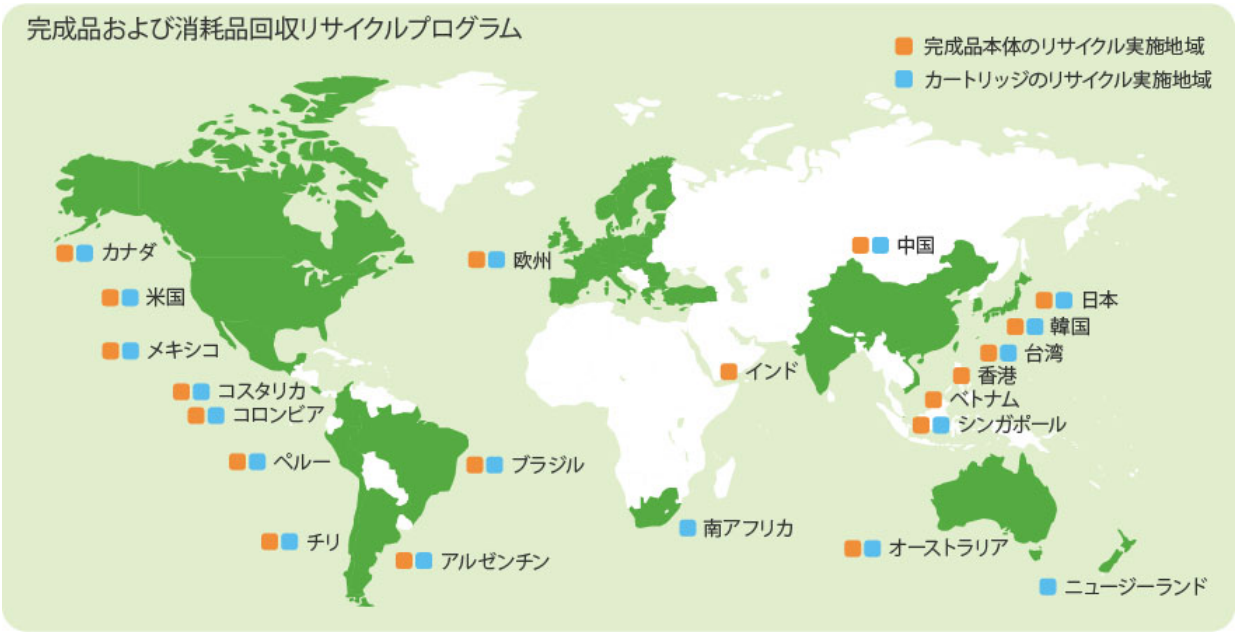 完成品および消耗品回収リサイクルプログラム
完成品本体のリサイクル実施地域
カートリッジのリサイクル実施地域
カナダ
米国
メキシコ
コスタリカ
コロンビア
ペルー
ブラジル
チリ
アルゼンチン
欧州
南アフリカ
中国
インド
日本
韓国
台湾
香港
ベトナム
シンガポール
オーストラリア
ニュージーランド